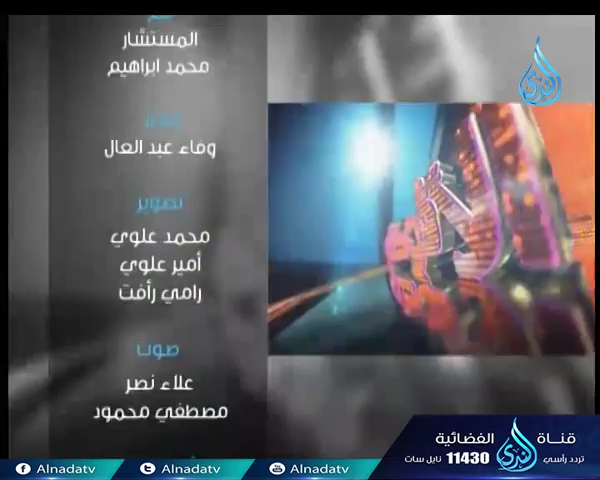 المستشار
محمد ابراهيم
وفاء عبد العال
تصوير
محمد علوي
أمير علوي
رامي رأفت
صوت
علاء نصر
مصطفي محمود
الندى
قناة الندى الفضائية
تردد رأسي 11430 نايل سات
Alnadatv
Alnadatv
Alnadatv
Alnadatv